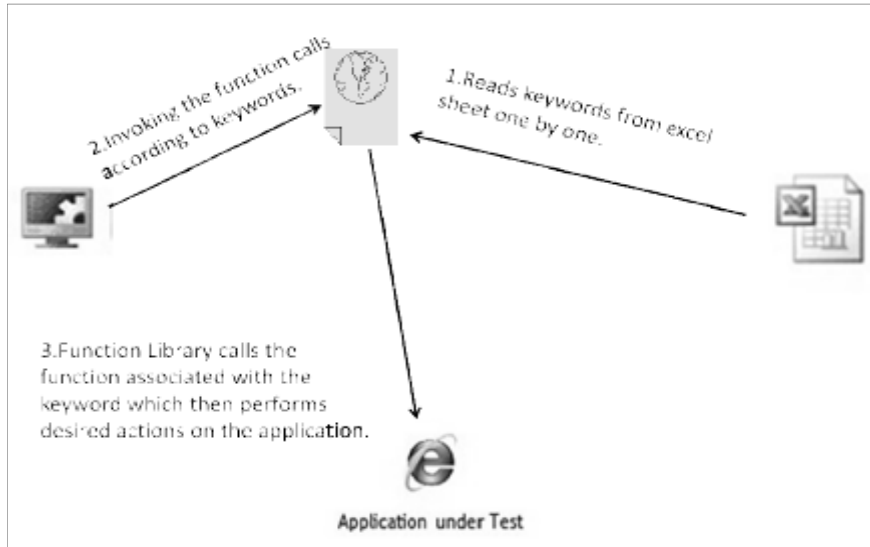 2.Invoking the function calls
according to keywords.
1.Reads keywords from excel
sheet one by one.
3.Function Library calls the
function associated with the
keyword which then performs
desired actions on the application.
Application under Test